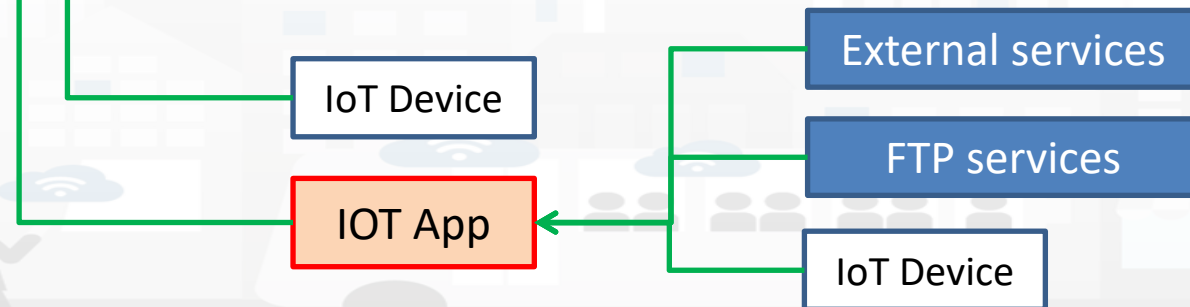 External services
IoT Device
FTP services
IOT App
IoT Device